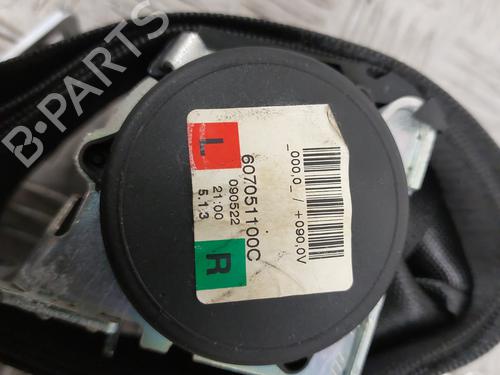 B-PARTS
L
607051100C
090522
21:00
5.1.3
R
_000,0_ / +090,0V